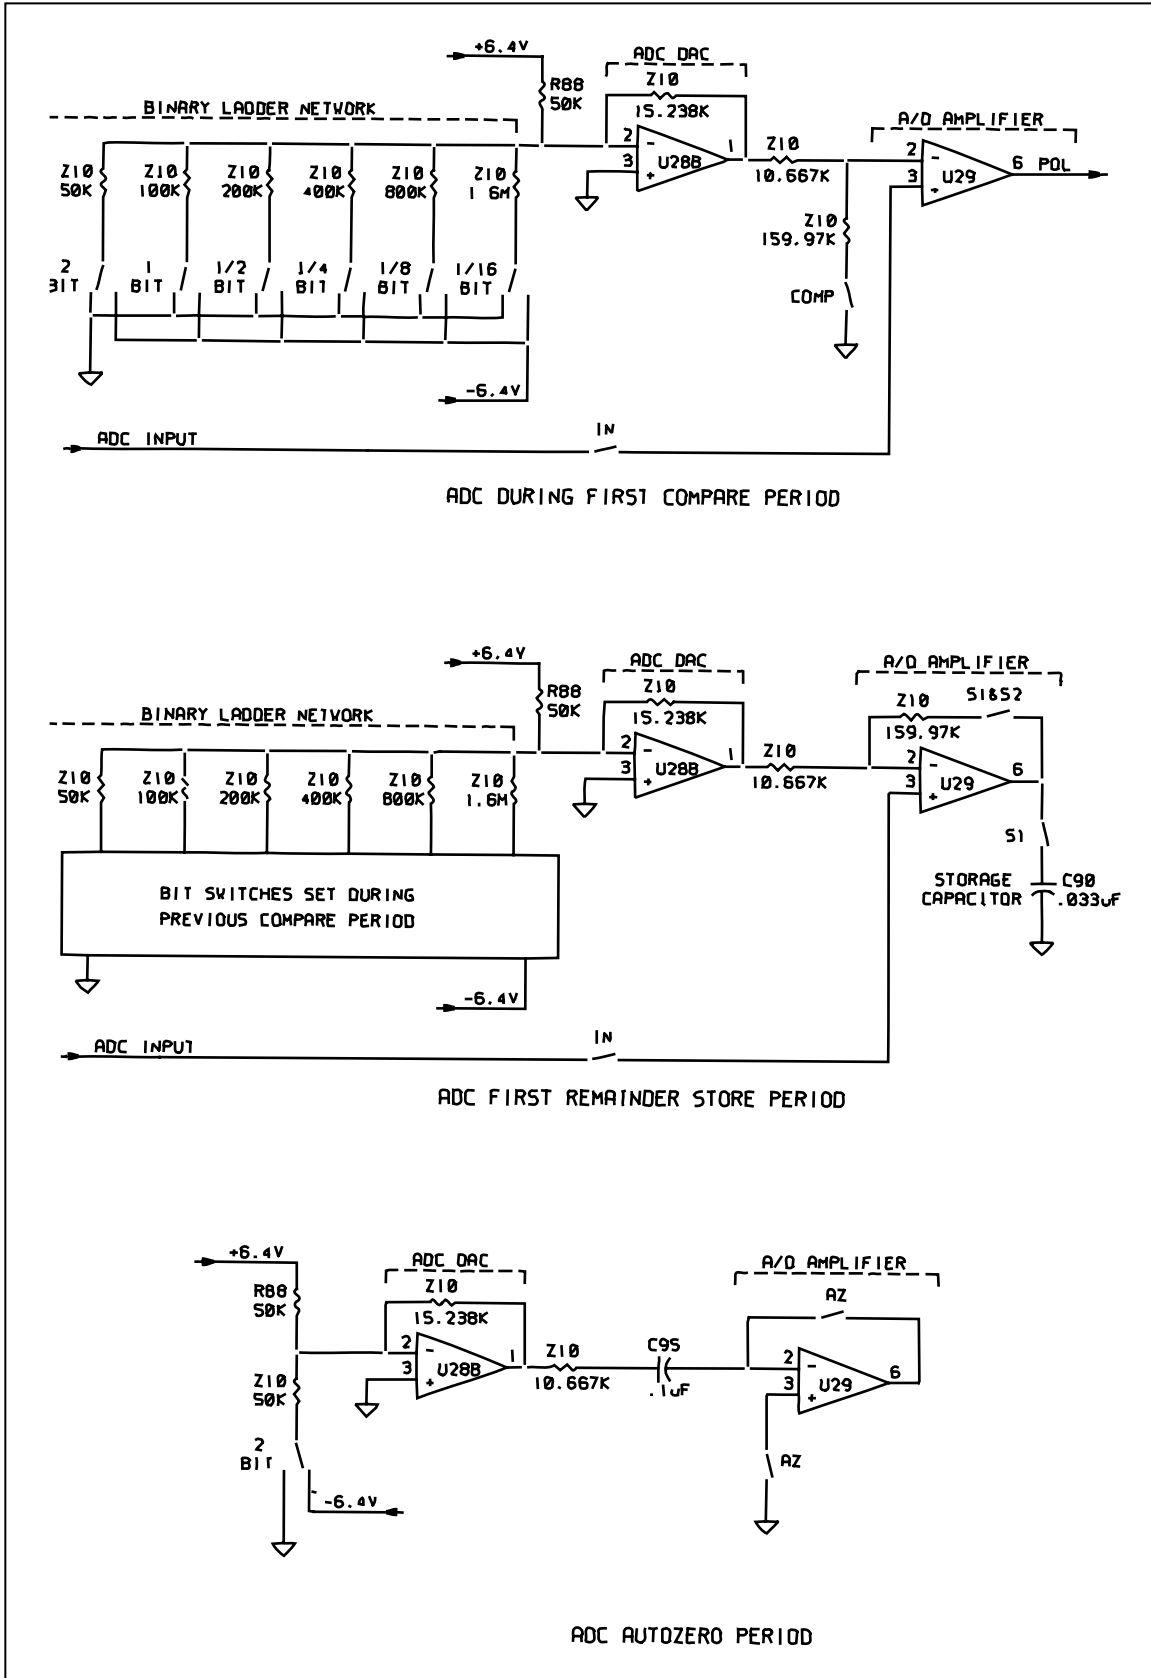 +6.4V
ADC DAC
BINARY LADDER NETWORK
R88
50K
Z10
15.238K
A/D AMPLIFIER
Z10
50K
Z10
100K
Z10
200K
Z10
400K
Z10
800K
Z10
1 6M
2
3
-
+
U28B
1
Z10
10.667K
2
3
-
+
U29
6
POL
Z10
159.97K
2
BIT
1
BIT
1/2
BIT
1/4
BIT
1/8
BIT
1/16
BIT
COMP
-6.4V
ADC INPUT
IN
ADC DURING FIRST COMPARE PERIOD
+6.4V
ADC DAC
A/D AMPLIFIER
BINARY LADDER NETWORK
R88
50K
Z10
15.238K
Z10
159.97K
S1&S2
Z10
50K
Z10
100K
Z10
200K
Z10
400K
Z10
800K
Z10
1.6M
2
3
-
+
U28B
1
Z10
10.667K
2
3
-
+
U29
6
S1
BIT SWITCHES SET DURING
PREVIOUS COMPARE PERIOD
STORAGE
CAPACITOR
C90
.033uF
-6.4V
ADC INPUT
IN
ADC FIRST REMAINDER STORE PERIOD
+6.4V
ADC DAC
A/D AMPLIFIER
R88
50K
Z10
15.238K
AZ
2
3
-
+
U28B
1
Z10
10.667K
C95
.1uF
2
3
-
+
U29
6
Z10
50K
2
BIT
AZ
-6.4V
ADC AUTOZERO PERIOD